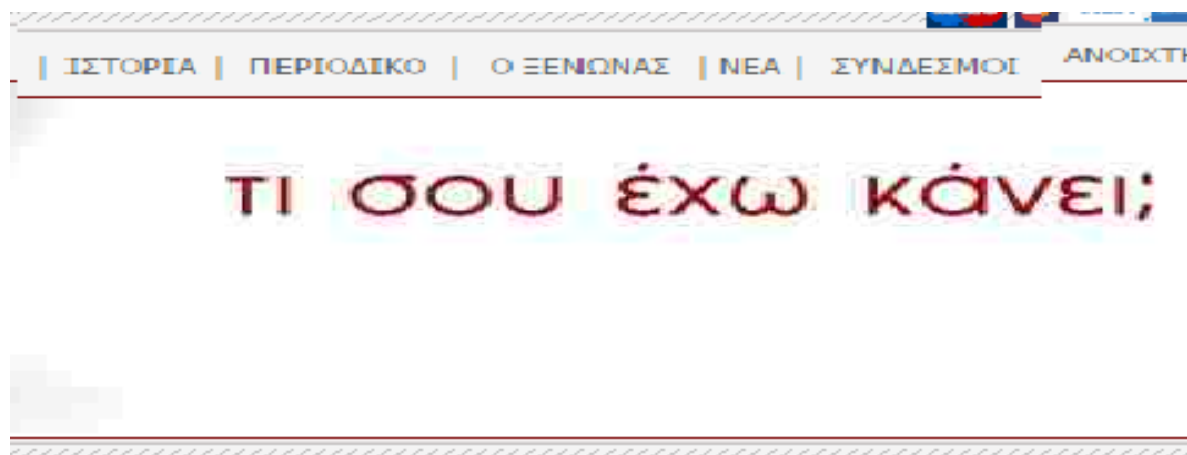 | ΙΣΤΟΡΙΑ | ΠΕΡΙΟΔΙΚΟ | Ο ΞΕΝΩΝΑΣ | ΝΕΑ | ΣΥΝΔΕΣΜΟΙ
τι σου έχω κάνει;